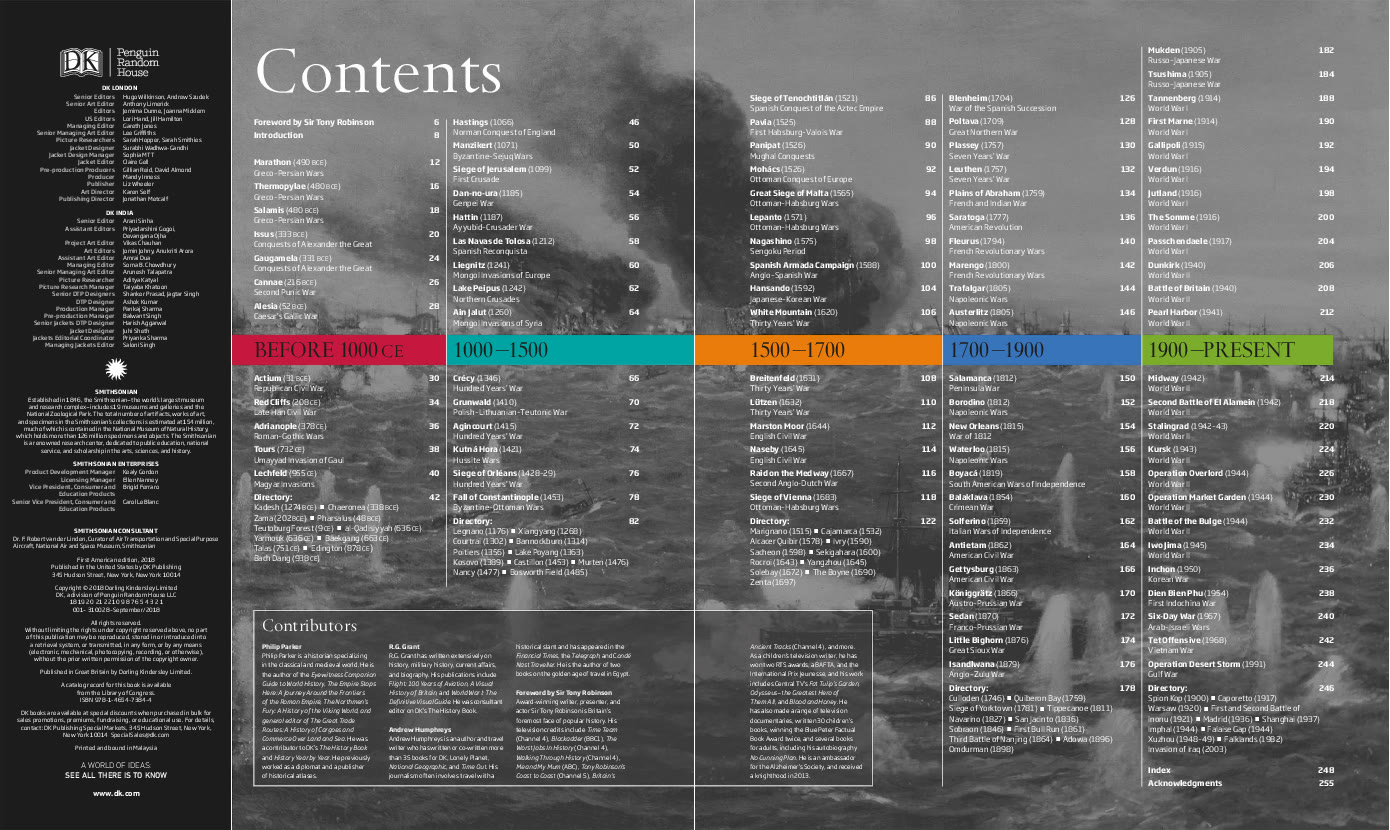 DK
Penguin
Random
House
DK LONDON
Senior Editors Hugo Wilkinson, Andrew Szudek
Senior Art Editor Anthony Limerick
Editors Jemima Dunne, Joanna Micklem
US Editors Lori Hand, Jill Hamilton
Managing Editor Gareth Jones
Senior Managing Art Editor Lee Griffiths
Picture Researchers Sarah Hopper, Sarah Smithies
Jacket Designer Surabhi Wadhwa-Gandhi
Jacket Design Manager Sophia MTT
Jacket Editor Claire Gell
Pre-production Producers Gillian Reid, David Almond
Producer Mandy Inness
Publisher Liz Wheeler
Art Director Karen Self
Publishing Director Jonathan Metcalf
DK INDIA
Senior Editor Arani Sinha
Assistant Editors Priyadarshini Gogoi,
Devangana Ojha
Project Art Editor Vikas Chauhan
Art Editors Jomin Johny, Anukriti Arora
Assistant Art Editor Amrai Dua
Managing Editor Soma B. Chowdhury
Senior Managing Art Editor Arunesh Talapatra
Picture Researcher Aditya Katyal
Picture Research Manager Taiyaba Khatoon
Senior DTP Designers Shanker Prasad, Jagtar Singh
DTP Designer Ashok Kumar
Production Manager Pankaj Sharma
Pre-production Manager Balwant Singh
Senior Jackets DTP Designer Harish Aggarwal
Jacket Designer Juhi Sheth
Jackets Editorial Coordinator Priyanka Sharma
Managing Jackets Editor Saloni Singh
SMITHSONIAN
Established in 1846, the Smithsonian—the world's largest museum
and research complex—includes 19 museums and galleries and the
National Zoological Park. The total number of artifacts, works of art,
and specimens in the Smithsonian's collections is estimated at 154 million,
much of which is contained in the National Museum of Natural History,
which holds more than 126 million specimens and objects. The Smithsonian
is a renowned research center, dedicated to public education, national
service, and scholarship in the arts, sciences, and history.
SMITHSONIAN ENTERPRISES
Product Development Manager Kealy Gordon
Licensing Manager Ellen Nanney
Vice President, Consumer and Brigid Ferraro
Education Products
Senior Vice President, Consumer and Carol LeBlanc
Education Products
SMITHSONIAN CONSULTANT
Dr. F. Robert van der Linden, Curator of Air Transportation and Special Purpose
Aircraft, National Air and Space Museum, Smithsonian
First American edition, 2018
Published in the United States by DK Publishing
345 Hudson Street, New York, New York 10014
Copyright © 2018 Dorling Kindersley Limited
DK, a division of Penguin Random House LLC
18 19 20 21 22 10 9 8 7 6 5 4 3 2 1
001–310028–September/2018
All rights reserved.
Without limiting the rights under copyright reserved above, no part
of this publication may be reproduced, stored in or introduced into
a retrieval system, or transmitted, in any form, or by any means
(electronic, mechanical, photocopying, recording, or otherwise),
without the prior written permission of the copyright owner.
Published in Great Britain by Dorling Kindersley Limited.
A catalog record for this book is available
from the Library of Congress.
ISBN 978-1-4654-7364-4
DK books are available at special discounts when purchased in bulk for
sales promotions, premiums, fundraising, or educational use. For details,
contact: DK Publishing Special Markets, 345 Hudson Street, New York,
New York 10014 SpecialSales@dk.com
Printed and bound in Malaysia
A WORLD OF IDEAS:
SEE ALL THERE IS TO KNOW
www.dk.com
Contents
Foreword by Sir Tony Robinson 6
Introduction 8
Marathon (490 BCE) 12
Greco-Persian Wars
Thermopylae (480 BCE) 16
Greco-Persian Wars
Salamis (480 BCE) 18
Greco-Persian Wars
Issus (333 BCE) 20
Conquests of Alexander the Great
Gaugamela (331 BCE) 24
Conquests of Alexander the Great
Cannae (216 BCE) 26
Second Punic War
Alesia (52 BCE) 28
Caesar's Gallic War
BEFORE 1000 CE
Actium (31 BCE) 30
Republican Civil War
Red Cliffs (208 CE) 34
Late Han Civil War
Adrianople (378 CE) 36
Roman-Gothic Wars
Tours (732 CE) 38
Umayyad Invasion of Gaul
Lechfeld (955 CE) 40
Magyar Invasions
Directory: 42
Kadesh (1274 BCE) ■ Chaeronea (338 BCE)
Zama (202 BCE) ■ Pharsalus (48 BCE)
Teutoburg Forest (9 CE) ■ al-Qadisiyyah (636 CE)
Yarmouk (636 CE) ■ Baekgang (663 CE)
Talas (751 CE) ■ Edington (878 CE)
Bach Dang (938 CE)
Hastings (1066) 46
Norman Conquest of England
Manzikert (1071) 50
Byzantine-Sejuq Wars
Siege of Jerusalem (1099) 52
First Crusade
Dan-no-ura (1185) 54
Genpei War
Hattin (1187) 56
Ayyubid-Crusader War
Las Navas de Tolosa (1212) 58
Spanish Reconquista
Liegnitz (1241) 60
Mongol Invasions of Europe
Lake Peipus (1242) 62
Northern Crusades
Ain Jalut (1260) 64
Mongol Invasions of Syria
1000–1500
Crécy (1346) 66
Hundred Years' War
Grunwald (1410) 70
Polish-Lithuanian-Teutonic War
Agincourt (1415) 72
Hundred Years' War
Kutná Hora (1421) 74
Hussite Wars
Siege of Orléans (1428–29) 76
Hundred Years' War
Fall of Constantinople (1453) 78
Byzantine-Ottoman Wars
Directory: 82
Legnano (1176) ■ Xiangyang (1268)
Courtrai (1302) ■ Bannockburn (1314)
Poitiers (1356) ■ Lake Poyang (1363)
Kosovo (1389) ■ Castillon (1453) ■ Murten (1476)
Nancy (1477) ■ Bosworth Field (1485)
Siege of Tenochtitlán (1521) 86
Spanish Conquest of the Aztec Empire
Pavia (1525) 88
First Habsburg-Valois War
Panipat (1526) 90
Mughal Conquests
Mohács (1526) 92
Ottoman Conquest of Europe
Great Siege of Malta (1565) 94
Ottoman-Habsburg Wars
Lepanto (1571) 96
Ottoman-Habsburg Wars
Nagashino (1575) 98
Sengoku Period
Spanish Armada Campaign (1588) 100
Anglo-Spanish War
Hansando (1592) 104
Japanese-Korean War
White Mountain (1620) 106
Thirty Years' War
1500–1700
Breitenfeld (1631) 108
Thirty Years' War
Lützen (1632) 110
Thirty Years' War
Marston Moor (1644) 112
English Civil War
Naseby (1645) 114
English Civil War
Raid on the Medway (1667) 116
Second Anglo-Dutch War
Siege of Vienna (1683) 118
Ottoman-Habsburg Wars
Directory: 122
Marignano (1515) ■ Cajamarca (1532)
Alcácer Quibir (1578) ■ Ivry (1590)
Sacheon (1598) ■ Sekigahara (1600)
Rocroi (1643) ■ Yangzhou (1645)
Solebay (1672) ■ The Boyne (1690)
Zenta (1697)
Blenheim (1704) 126
War of the Spanish Succession
Poltava (1709) 128
Great Northern War
Plassey (1757) 130
Seven Years' War
Leuthen (1757) 132
Seven Years' War
Plains of Abraham (1759) 134
French and Indian War
Saratoga (1777) 136
American Revolution
Fleurus (1794) 140
French Revolutionary Wars
Marengo (1800) 142
French Revolutionary Wars
Trafalgar (1805) 144
Napoleonic Wars
Austerlitz (1805) 146
Napoleonic Wars
1700–1900
Salamanca (1812) 150
Peninsula War
Borodino (1812) 152
Napoleonic Wars
New Orleans (1815) 154
War of 1812
Waterloo (1815) 156
Napoleonic Wars
Boyacá (1819) 158
South American Wars of Independence
Balaklava (1854) 160
Crimean War
Solferino (1859) 162
Italian Wars of Independence
Antietam (1862) 164
American Civil War
Gettysburg (1863) 166
American Civil War
Königgrätz (1866) 170
Austro-Prussian War
Sedan (1870) 172
Franco-Prussian War
Little Bighorn (1876) 174
Great Sioux War
Isandlwana (1879) 176
Anglo-Zulu War
Directory: 178
Culloden (1746) ■ Quiberon Bay (1759)
Siege of Yorktown (1781) ■ Tippecanoe (1811)
Navarino (1827) ■ San Jacinto (1836)
Sobraon (1846) ■ First Bull Run (1861)
Third Battle of Nanjing (1864) ■ Adowa (1896)
Omdurman (1898)
Mukden (1905) 182
Russo-Japanese War
Tsushima (1905) 184
Russo-Japanese War
Tannenberg (1914) 188
World War I
First Marne (1914) 190
World War I
Gallipoli (1915) 192
World War I
Verdun (1916) 194
World War I
Jutland (1916) 198
World War I
The Somme (1916) 200
World War I
Passchendaele (1917) 204
World War I
Dunkirk (1940) 206
World War II
Battle of Britain (1940) 208
World War II
Pearl Harbor (1941) 212
World War II
1900–PRESENT
Midway (1942) 214
World War II
Second Battle of El Alamein (1942) 218
World War II
Stalingrad (1942–43) 220
World War II
Kursk (1943) 224
World War II
Operation Overlord (1944) 226
World War II
Operation Market Garden (1944) 230
World War II
Battle of the Bulge (1944) 232
World War II
Iwo Jima (1945) 234
World War II
Inchon (1950) 236
Korean War
Dien Bien Phu (1954) 238
First Indochina War
Six-Day War (1967) 240
Arab-Israeli Wars
Tet Offensive (1968) 242
Vietnam War
Operation Desert Storm (1991) 244
Gulf War
Directory: 246
Spion Kop (1900) ■ Caporetto (1917)
Warsaw (1920) ■ First and Second Battle of
Inonu (1921) ■ Madrid (1936) ■ Shanghai (1937)
Imphal (1944) ■ Falaise Gap (1944)
Xuzhou (1948–49) ■ Falklands (1982)
Invasion of Iraq (2003)
Index 248
Acknowledgments 255
Contributors
Philip Parker
Philip Parker is a historian specializing
in the classical and medieval world. He is
the author of the Eyewitness Companion
Guide to World History, The Empire Stops
Here: A Journey Around the Frontiers
of the Roman Empire, The Northmen's
Fury: A History of the Viking World, and
general editor of The Great Trade
Routes: A History of Cargoes and
Commerce Over Land and Sea. He was a
contributor to DK's The History Book
and History Year by Year. He previously
worked as a diplomat and a publisher
of historical atlases.
R.G. Grant
R.G. Grant has written extensively on
history, military history, current affairs,
and biography. His publications include
Flight: 100 Years of Aviation, A Visual
History of Britain, and World War I: The
Definitive Visual Guide. He was consultant
editor on DK's The History Book.
Andrew Humphreys
Andrew Humphreys is an author and travel
writer who has written or co-written more
than 35 books for DK, Lonely Planet,
National Geographic, and Time Out. His
journalism often involves travel with a
historical slant and has appeared in the
Financial Times, the Telegraph, and Condé
Nast Traveller. He is the author of two
books on the golden age of travel in Egypt.
Foreword by Sir Tony Robinson
Award-winning writer, presenter, and
actor Sir Tony Robinson is Britain's
foremost face of popular history. His
television credits include Time Team
(Channel 4), Blackadder (BBC1), The
Worst Jobs in History (Channel 4),
Walking Through History (Channel 4),
Me and My Mum (ABC), Tony Robinson's
Coast to Coast (Channel 5), Britain's
Ancient Tracks (Channel 4), and more.
As a children's television writer, he has
won two RTS awards, a BAFTA, and the
International Prix Jeunesse, and his work
includes Central TV's Fat Tulip's Garden,
Odysseus—the Greatest Hero of
Them All, and Blood and Honey. He
has also made a range of television
documentaries, written 30 children's
books, winning the Blue Peter Factual
Book Award twice, and several books
for adults, including his autobiography
No Cunning Plan. He is an ambassador
for the Alzheimer's Society, and received
a knighthood in 2013.